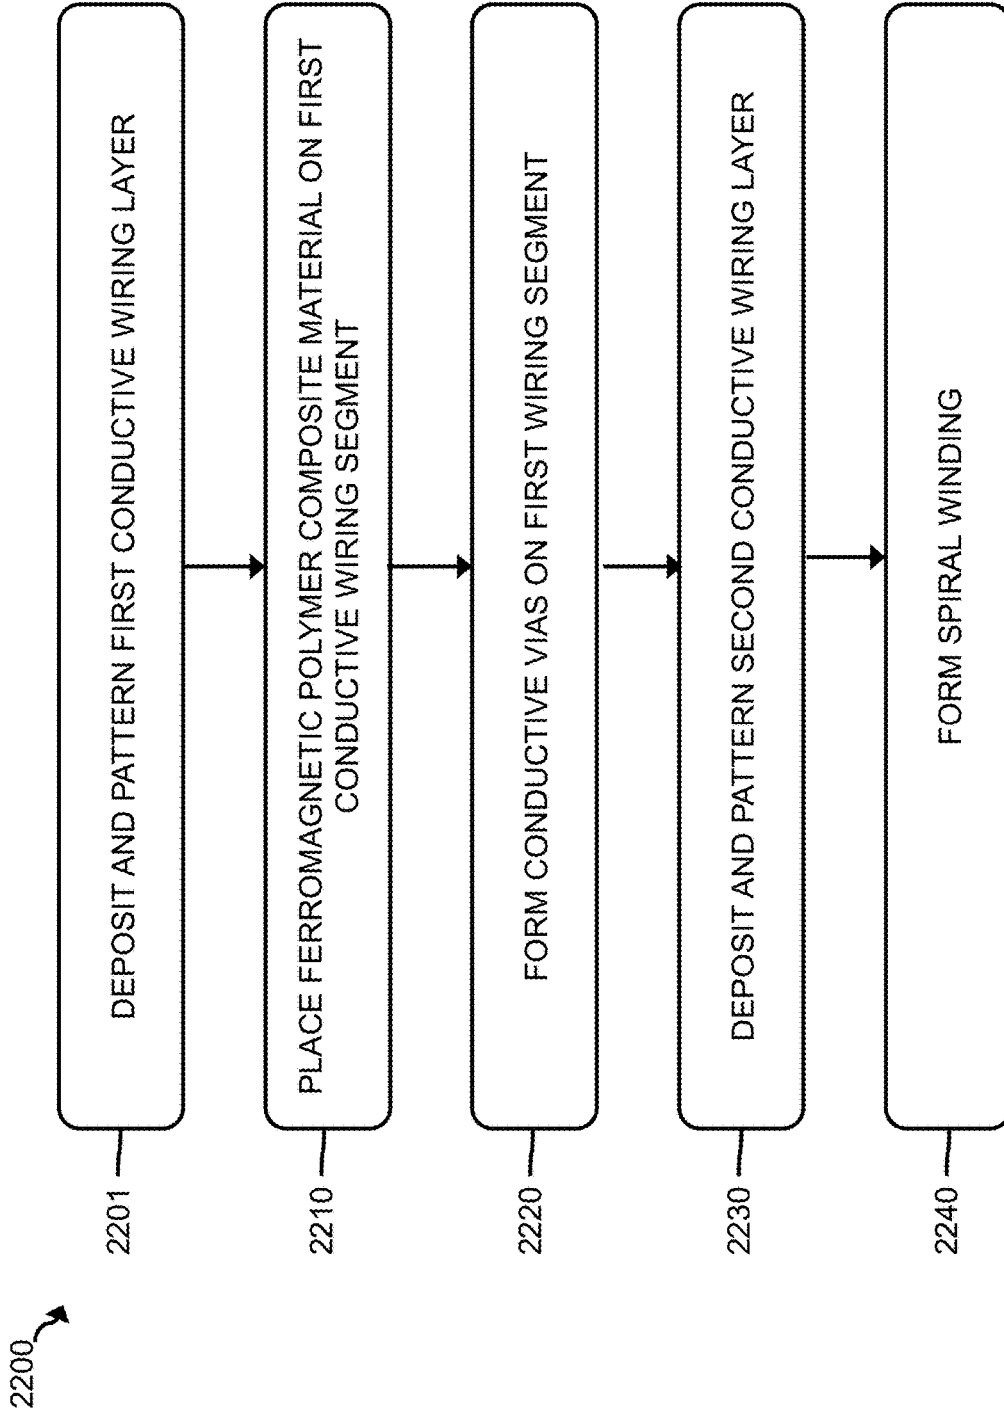 2200
2201
DEPOSIT AND PATTERN FIRST CONDUCTIVE WIRING LAYER
2210
PLACE FERROMAGNETIC POLYMER COMPOSITE MATERIAL ON FIRST
CONDUCTIVE WIRING SEGMENT
2220
FORM CONDUCTIVE VIAS ON FIRST WIRING SEGMENT
2230
DEPOSIT AND PATTERN SECOND CONDUCTIVE WIRING LAYER
2240
FORM SPIRAL WINDING